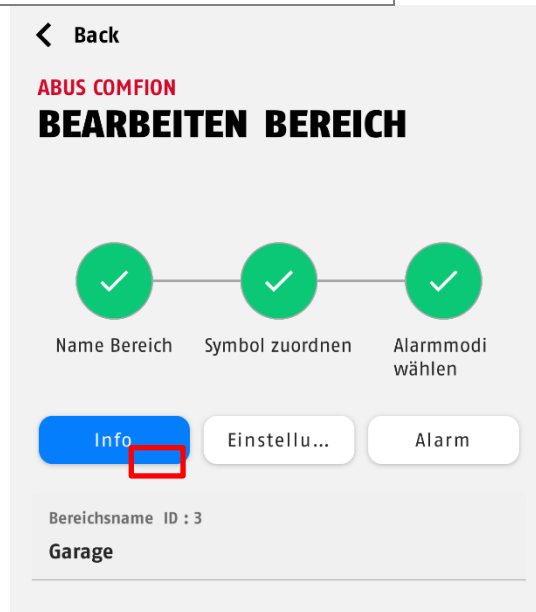 Back
ABUS COMFION
BEARBEITEN BEREICH
Name Bereich
Symbol zuordnen
Alarmmodi
wählen
Info
Einstellu...
Alarm
Bereichsname ID : 3
Garage